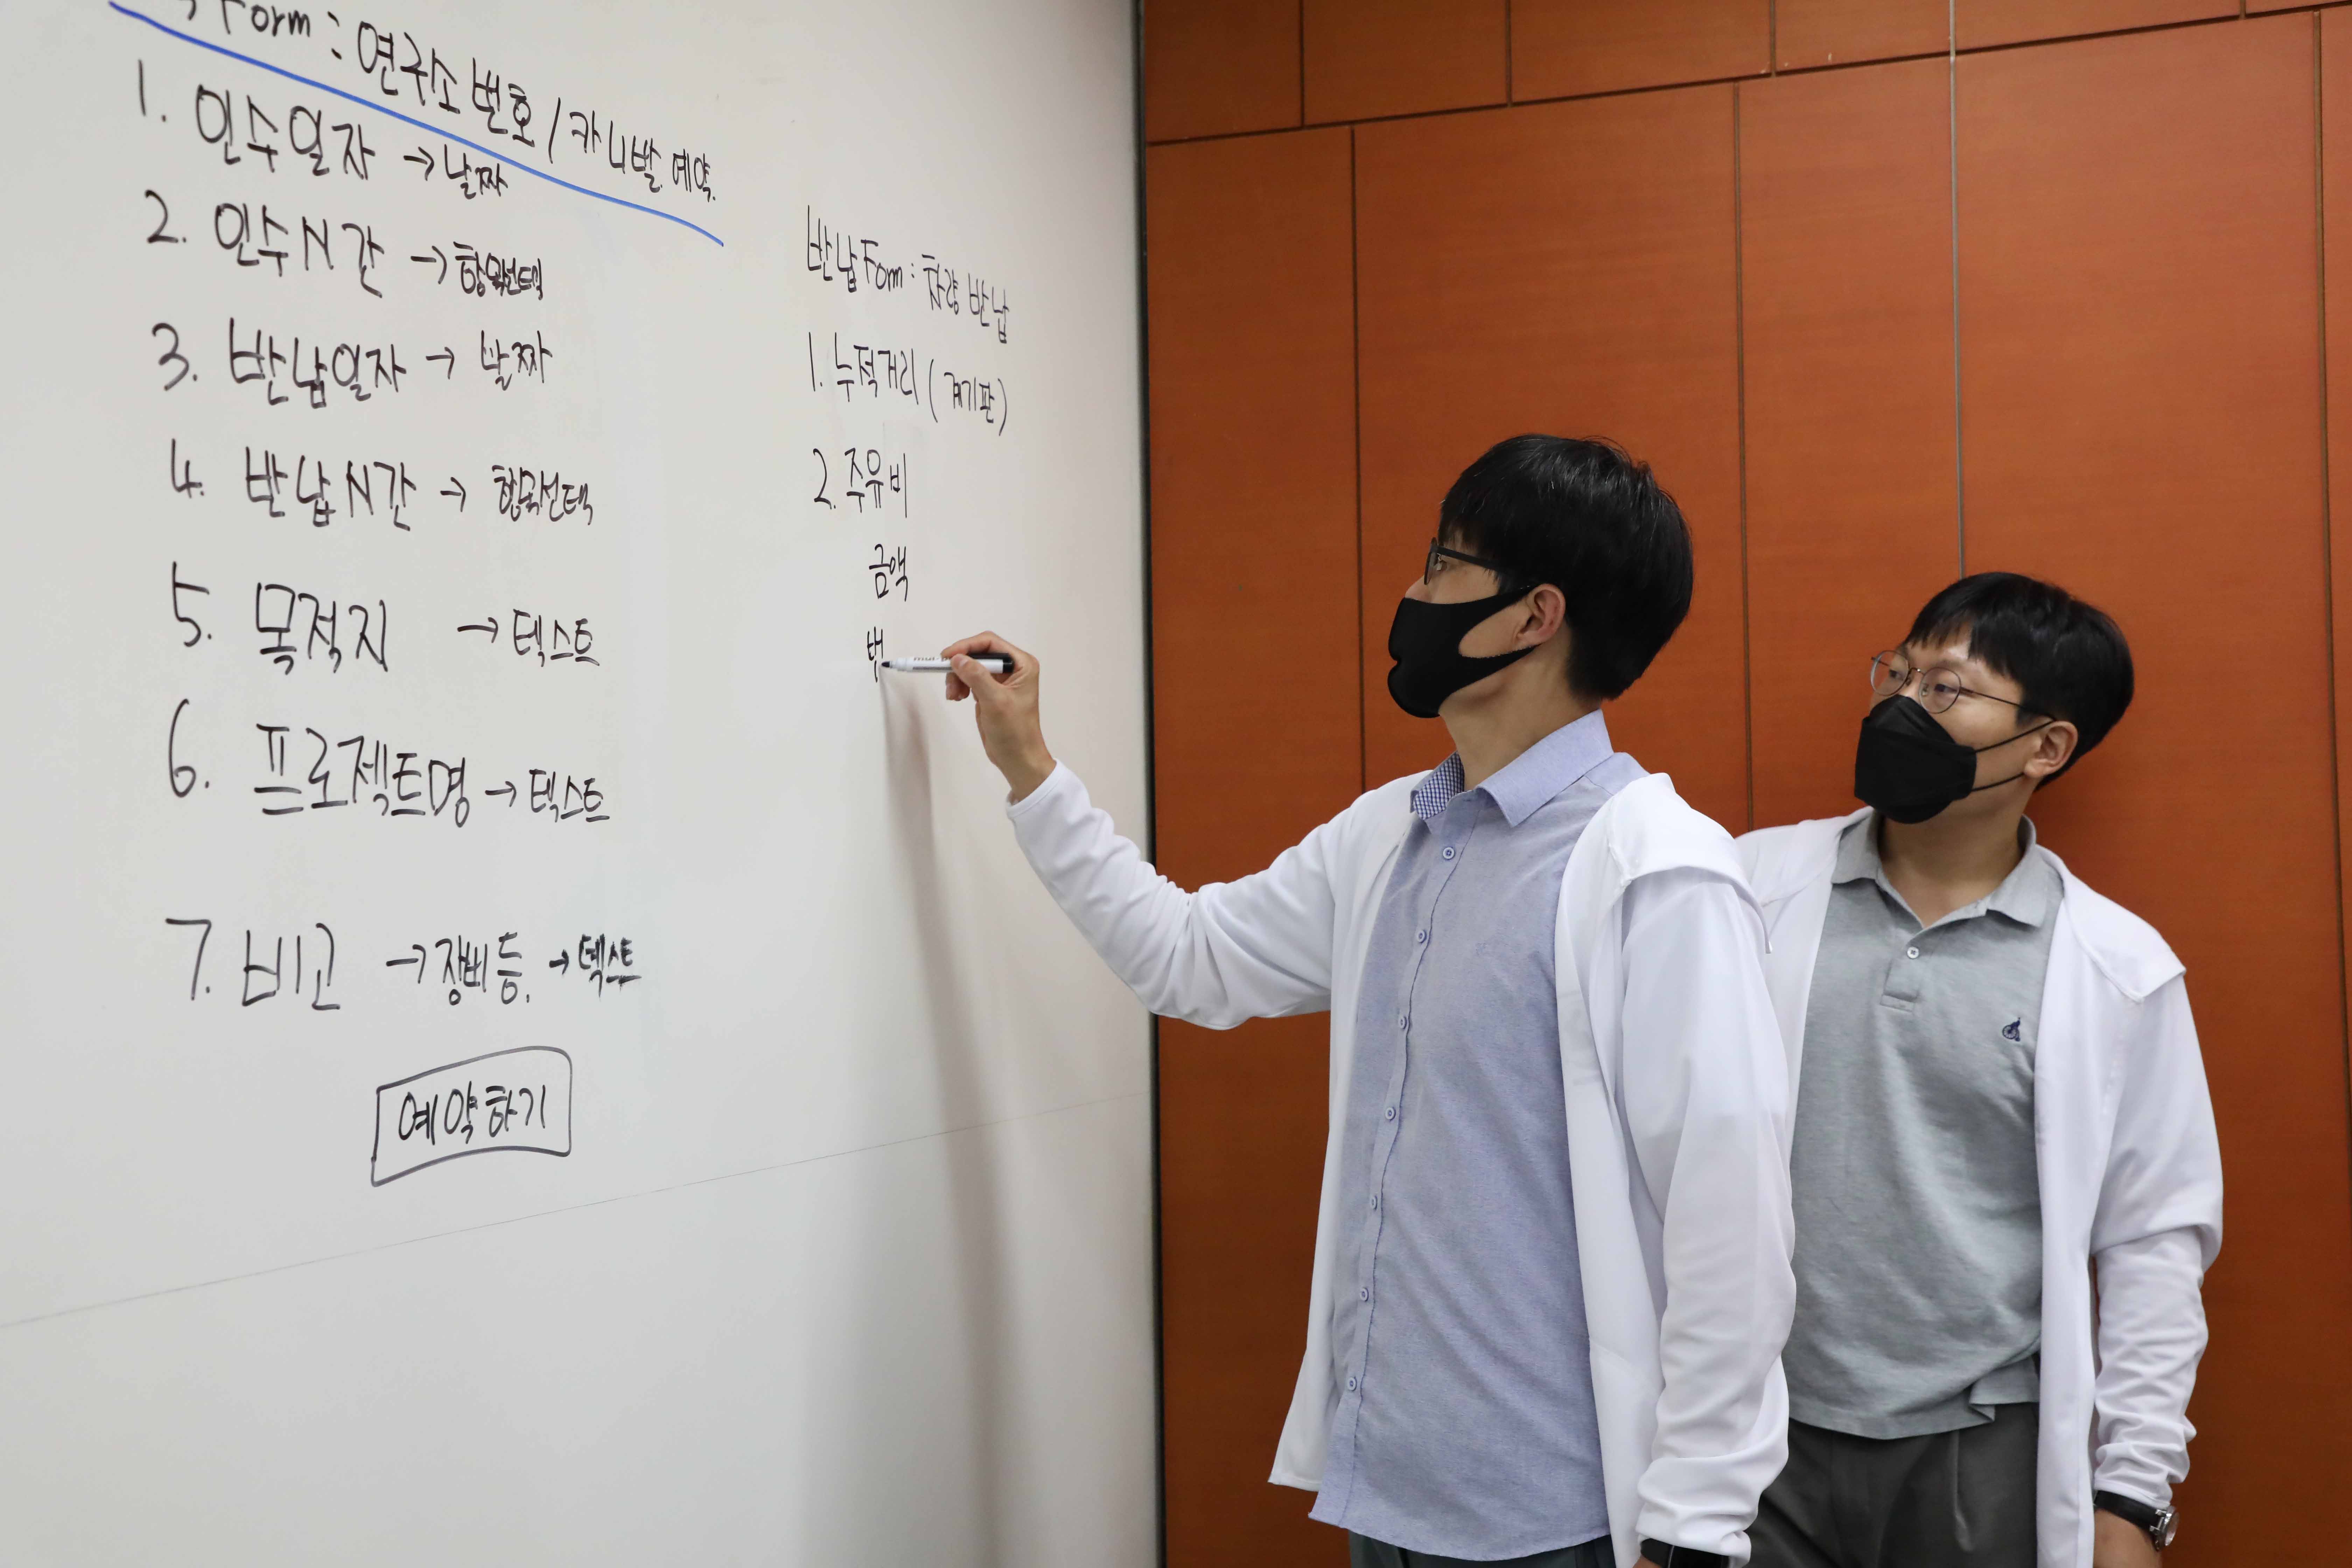 Form : 연구소 번호 / 카니발 예약.
1. 인수일자 → 날짜
2. 인수시간 → 항목선택
3. 반납일자 → 날짜
4. 반납시간 → 항목선택
5. 목적지 → 텍스트
6. 프로젝트명 → 텍스트
7. 비고 → 장비 등. → 텍스트
예약하기
반납 Form : 차량 반납
1. 누적거리 (계기판)
2. 주유비
금액